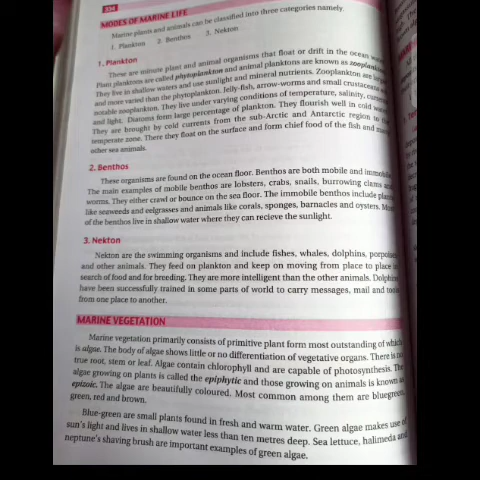 334
MODES OF MARINE LIFE
Marine plants and animals can be classified into three categories namely.
1. Plankton 2. Benthos 3. Nekton
1. Plankton
These are minute plant and animal organisms that float or drift in the ocean
Plant planktons are called phytoplankton and animal planktons are known as zooplankton
They live in shallow waters and use sunlight and mineral nutrients. Zooplankton are
and more varied than the phytoplankton. Jelly-fish, arrow-worms and small crustaceans
notable zooplankton. They live under varying conditions of temperature, salinity,
and light. Diatoms form large percentage of plankton. They flourish well in cold
They are brought by cold currents from the sub-Arctic and Antarctic region to
temperate zone. There they float on the surface and form chief food of the fish and
other sea animals.
2. Benthos
These organisms are found on the ocean floor. Benthos are both mobile and
The main examples of mobile benthos are lobsters, crabs, snails, burrowing clams and
worms. They either crawl or bounce on the sea floor. The immobile benthos include
like seaweeds and eelgrasses and animals like corals, sponges, barnacles and oysters.
of the benthos live in shallow water where they can recieve the sunlight.
3. Nekton
Nekton are the swimming organisms and include fishes, whales, dolphins,
and other animals. They feed on plankton and keep on moving from place to place in
search of food and for breeding. They are more intelligent than the other animals. Dolphins
have been successfully trained in some parts of world to carry messages, mail and tools
from one place to another.
MARINE VEGETATION
Marine vegetation primarily consists of primitive plant form most outstanding of which
is algae. The body of algae shows little or no differentiation of vegetative organs. There is no
true root, stem or leaf. Algae contain chlorophyll and are capable of photosynthesis. The
algae growing on plants is called the epiphytic and those growing on animals is known as
epizoic. The algae are beautifully coloured. Most common among them are bluegreen,
green, red and brown.
Blue-green are small plants found in fresh and warm water. Green algae makes use of
sun's light and lives in shallow water less than ten metres deep. Sea lettuce, halimeda and
neptune's shaving brush are important examples of green algae.